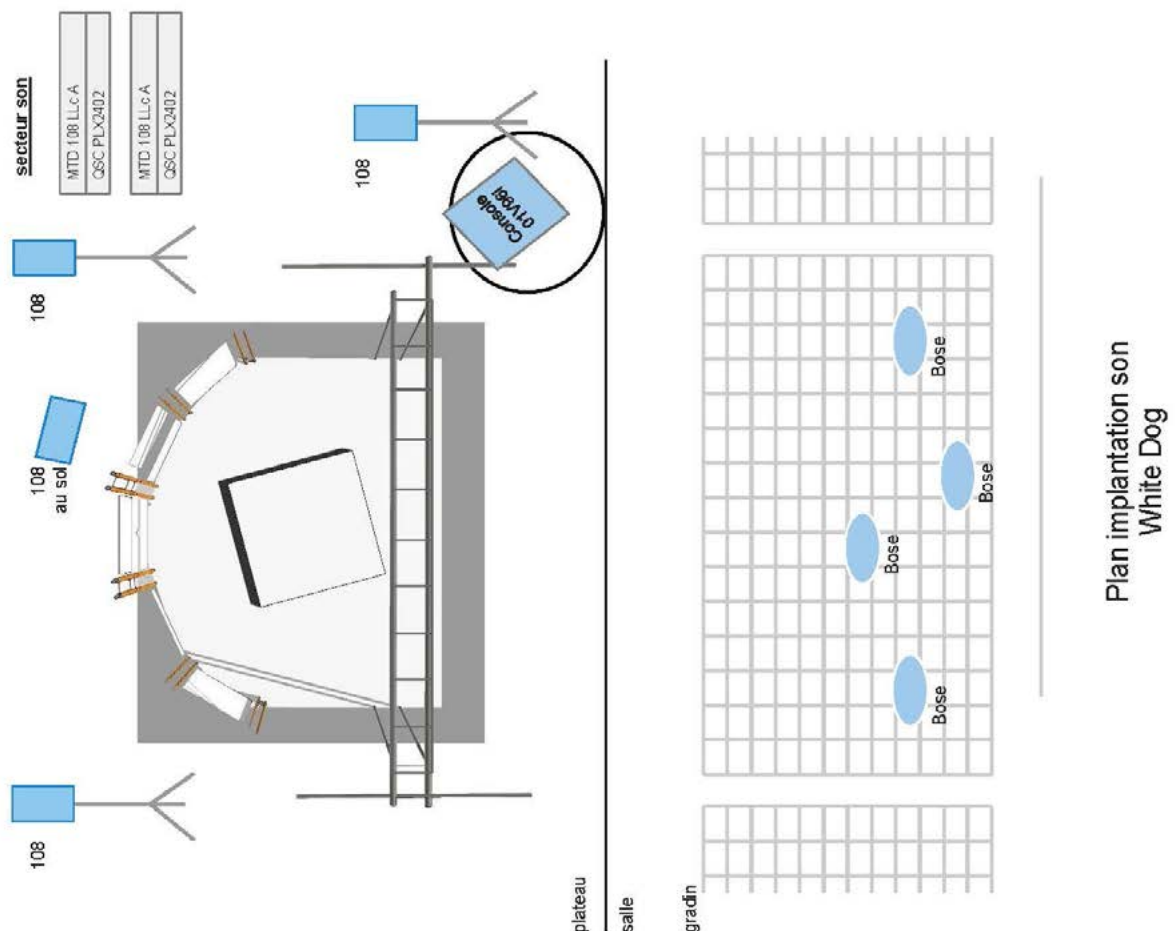 secteur son
MTD 108 LLc A
QSC PLX2402
MTD 108 LLc A
QSC PLX2402
108
108
108
au sol
108
Console
01V96i
plateau
salle
gradin
Bose
Bose
Bose
Bose
Plan implantation son
White Dog